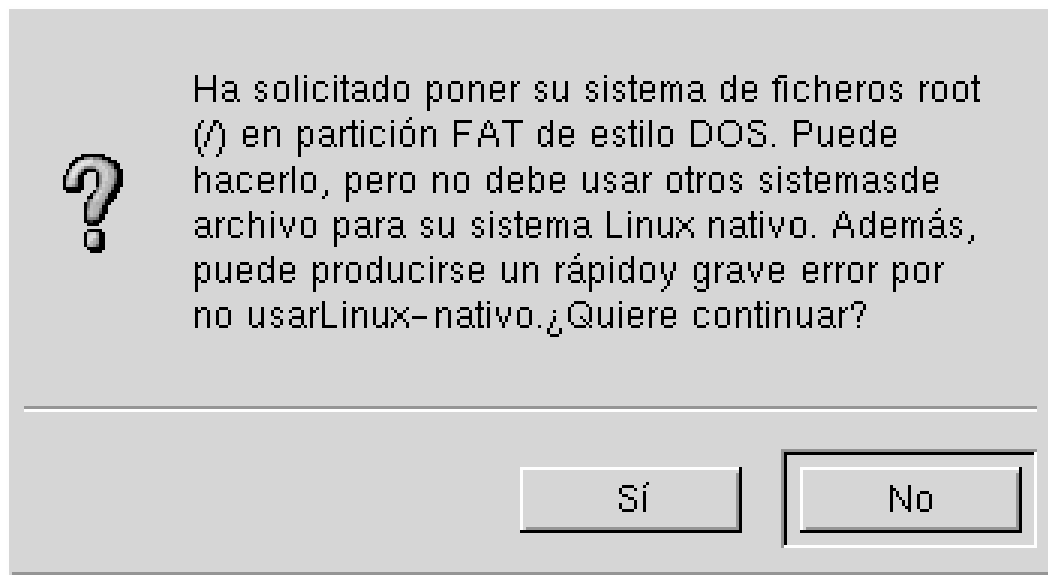 Ha solicitado poner su sistema de ficheros root
(/) en partición FAT de estilo DOS. Puede
hacerlo, pero no debe usar otros sistemasde
archivo para su sistema Linux nativo. Además,
puede producirse un rápidoy grave error por
no usarLinux-nativo.¿Quiere continuar?
Sí
No